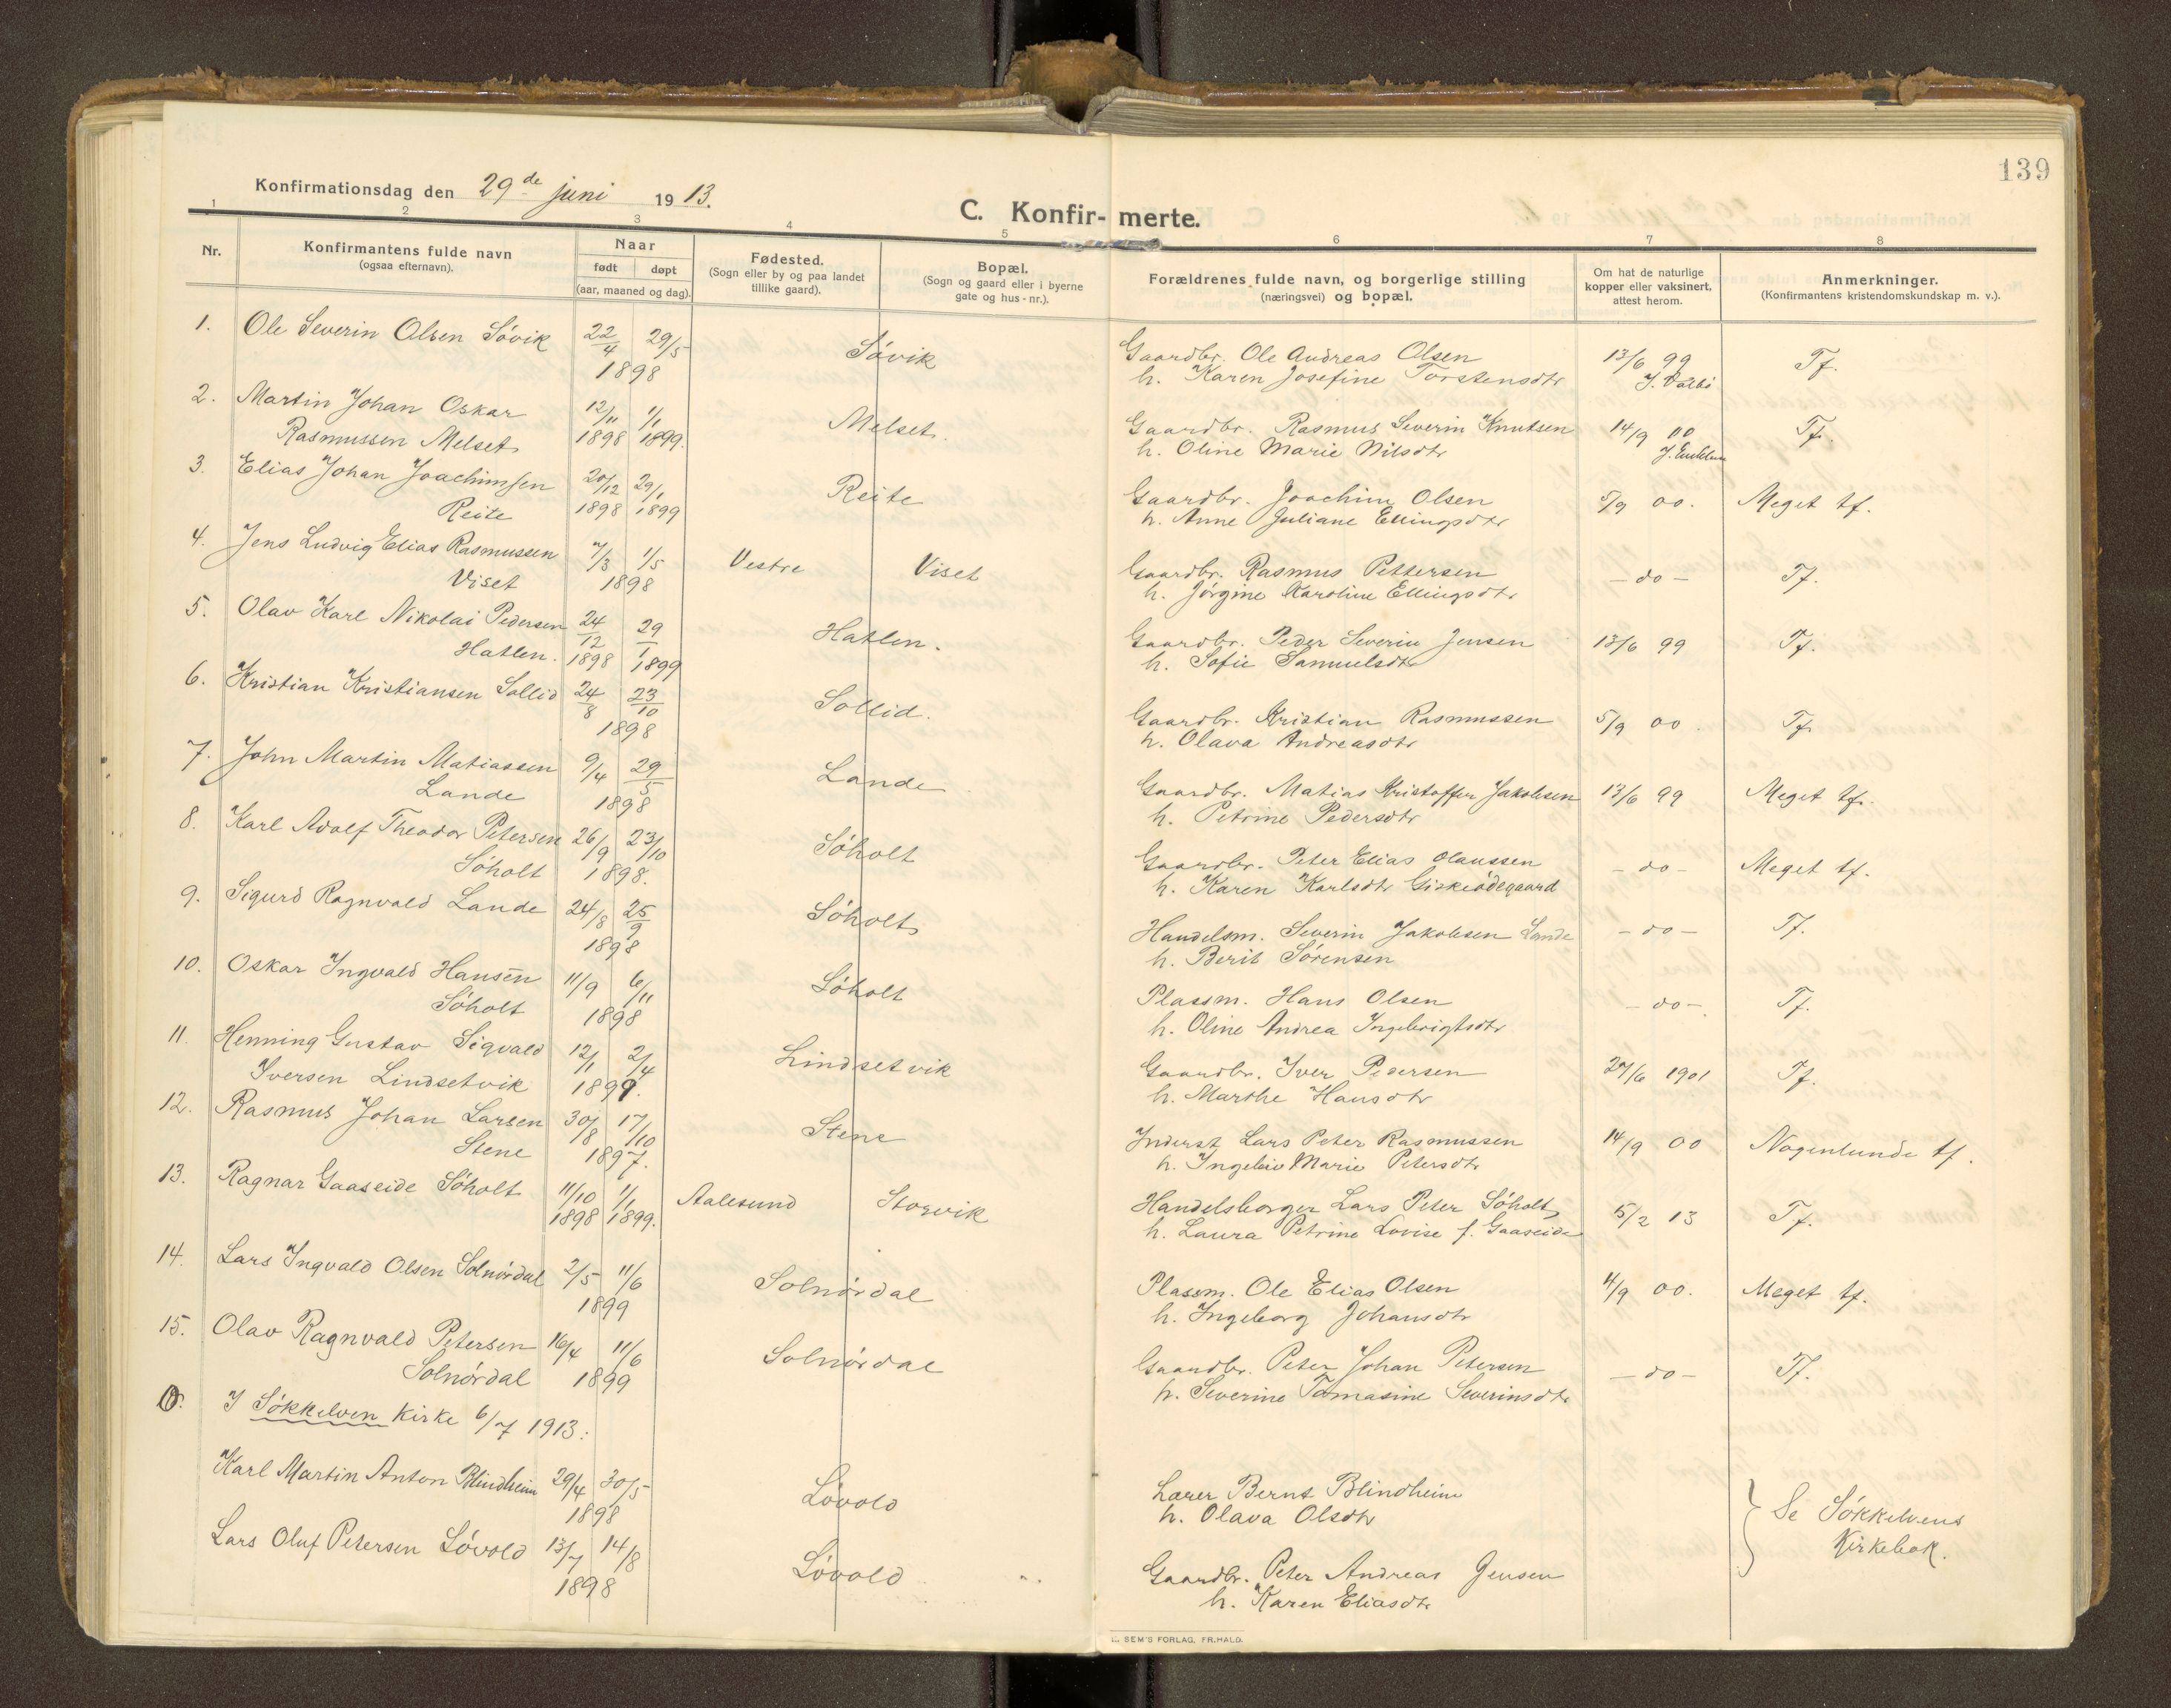 139
Konfirmationsdag den 29de juni 1913.
C. Konfir- merte.
1 2 3 4 5 6 7 8
Nr.
Konfirmantens fulde navn
(ogsaa efternavn).
Naar
født døpt
(aar, maaned og dag).
Fødested.
(Sogn eller by og paa landet
tillike gaard).
Bopæl.
(Sogn og gaard eller i byerne
gate og hus-nr.).
Forældrenes fulde navn, og borgerlige stilling
(næringsvei) og bopæl.
Om hat de naturlige
kopper eller vaksinert,
attest herom.
Anmerkninger.
(Konfirmantens kristendomskundskap m. v.).
1. Ole Severin Olsen Søvik 22/4 29/5 Søvik Gaardbr. Ole Andreas Olsen 13/6 99 Tf.
1898 h. Karen Josefine Torstensdtr
2. Martin Johan Oskar 12/11 1/1 Melset. Gaardbr. Rasmus Severin Knutsen 14/9 00 Tf.
Rasmussen Melset 1898 1899. h. Oline Marie Nilsdtr
3. Elias Johan Joachimsen 20/12 29/1 Reite Gaardbr. Joachim Olsen 5/9 00. Meget tf.
Reite 1898 1899 h. Anne Juliane Ellingsdtr
4. Jens Ludvig Elias Rasmussen 7/3 1/5 Vestre Viset Gaardbr. Rasmus Pettersen - do - Tf.
Viset 1898 h. Jørgine Karoline Ellingsdtr
5. Olav Karl Nikolai Pedersen 24/12 29/1 Hatlen. Gaardbr. Peder Severin Jensen 13/6 99 Tf.
Hatlen. 1898 1899 h. Sofie Samuelsdtr
6. Kristian Kristiansen Sollid 24/8 23/10 Sollid. Gaardbr. Kristian Rasmussen 5/9 00. Tf.
1898 h. Olava Andreasdtr
7. John Martin Matiassen 9/4 29/5 Lande Gaardbr. Matias Kristoffer Jakobsen 13/6 99 Meget tf.
Lande 1898 h. Petrine Pedersdtr
8. Karl Adolf Theodor Petersen 26/9 23/10 Søholt Gaardbr. Peter Elias Olaussen - do - Meget tf.
Søholt 1898. h. Karen Karlsdtr Giskeødegaard
9. Sigurd Ragnvald Lande 24/8 25/9 Søholt Handelsm. Severin Jakobsen Lande - do - Tf.
1898 h. Berit Sørensen
10. Oskar Ingvald Hansen 11/9 6/11 Søholt Plassm. Hans Olsen - do -. Tf.
Søholt 1898 h. Oline Andrea Ingebrigtsdtr
11. Henning Gustav Sigvald 12/1 2/4 Lindsetvik Gaardbr. Iver Pedersen 27/6 1901 Tf.
Iversen Lindsetvik 1899. h. Marthe Hansdtr
12. Rasmus Johan Larsen 30/8 17/10 Stene Inderst Lars Peter Rasmussen 14/9 00 Nogenlunde tf.
Stene 1897. h. Ingeleiv Marie Petersdtr
13. Ragnar Gaaseide Søholt 11/10 1/1 Aalesund Storvik Handelsborger Lars Peter Søholt 15/2 13 Tf.
1898 1899. h. Laura Petrine Lovise f. Gaaseide
14. Lars Ingvald Olsen Solnørdal 2/5 11/6 Solnørdal Plassm. Ole Elias Olsen 4/9 00. Meget tf.
1899 h. Ingeborg Johansdtr
15. Olav Ragnvald Petersen 16/4 11/6 Solnørdal Gaardbr. Peter Johan Petersen - do - Tf.
Solnørdal 1899 h. Severine Tomasine Severinsdtr
I Søkkelven Kirke 6/7 1913:
Karl Martin Anton Blindheim 29/4 30/5 Løvold Lærer Bernt Blindheim
1898 h. Olava Olsdtr
Se Søkkelvens
Kirkebok.
Lars Oluf Petersen Løvold 13/7 14/8 Løvold Gaardbr. Peter Andreas Jensen
1898 h. Karen Eliasdtr
SEM'S FORLAG, FR.HALD.